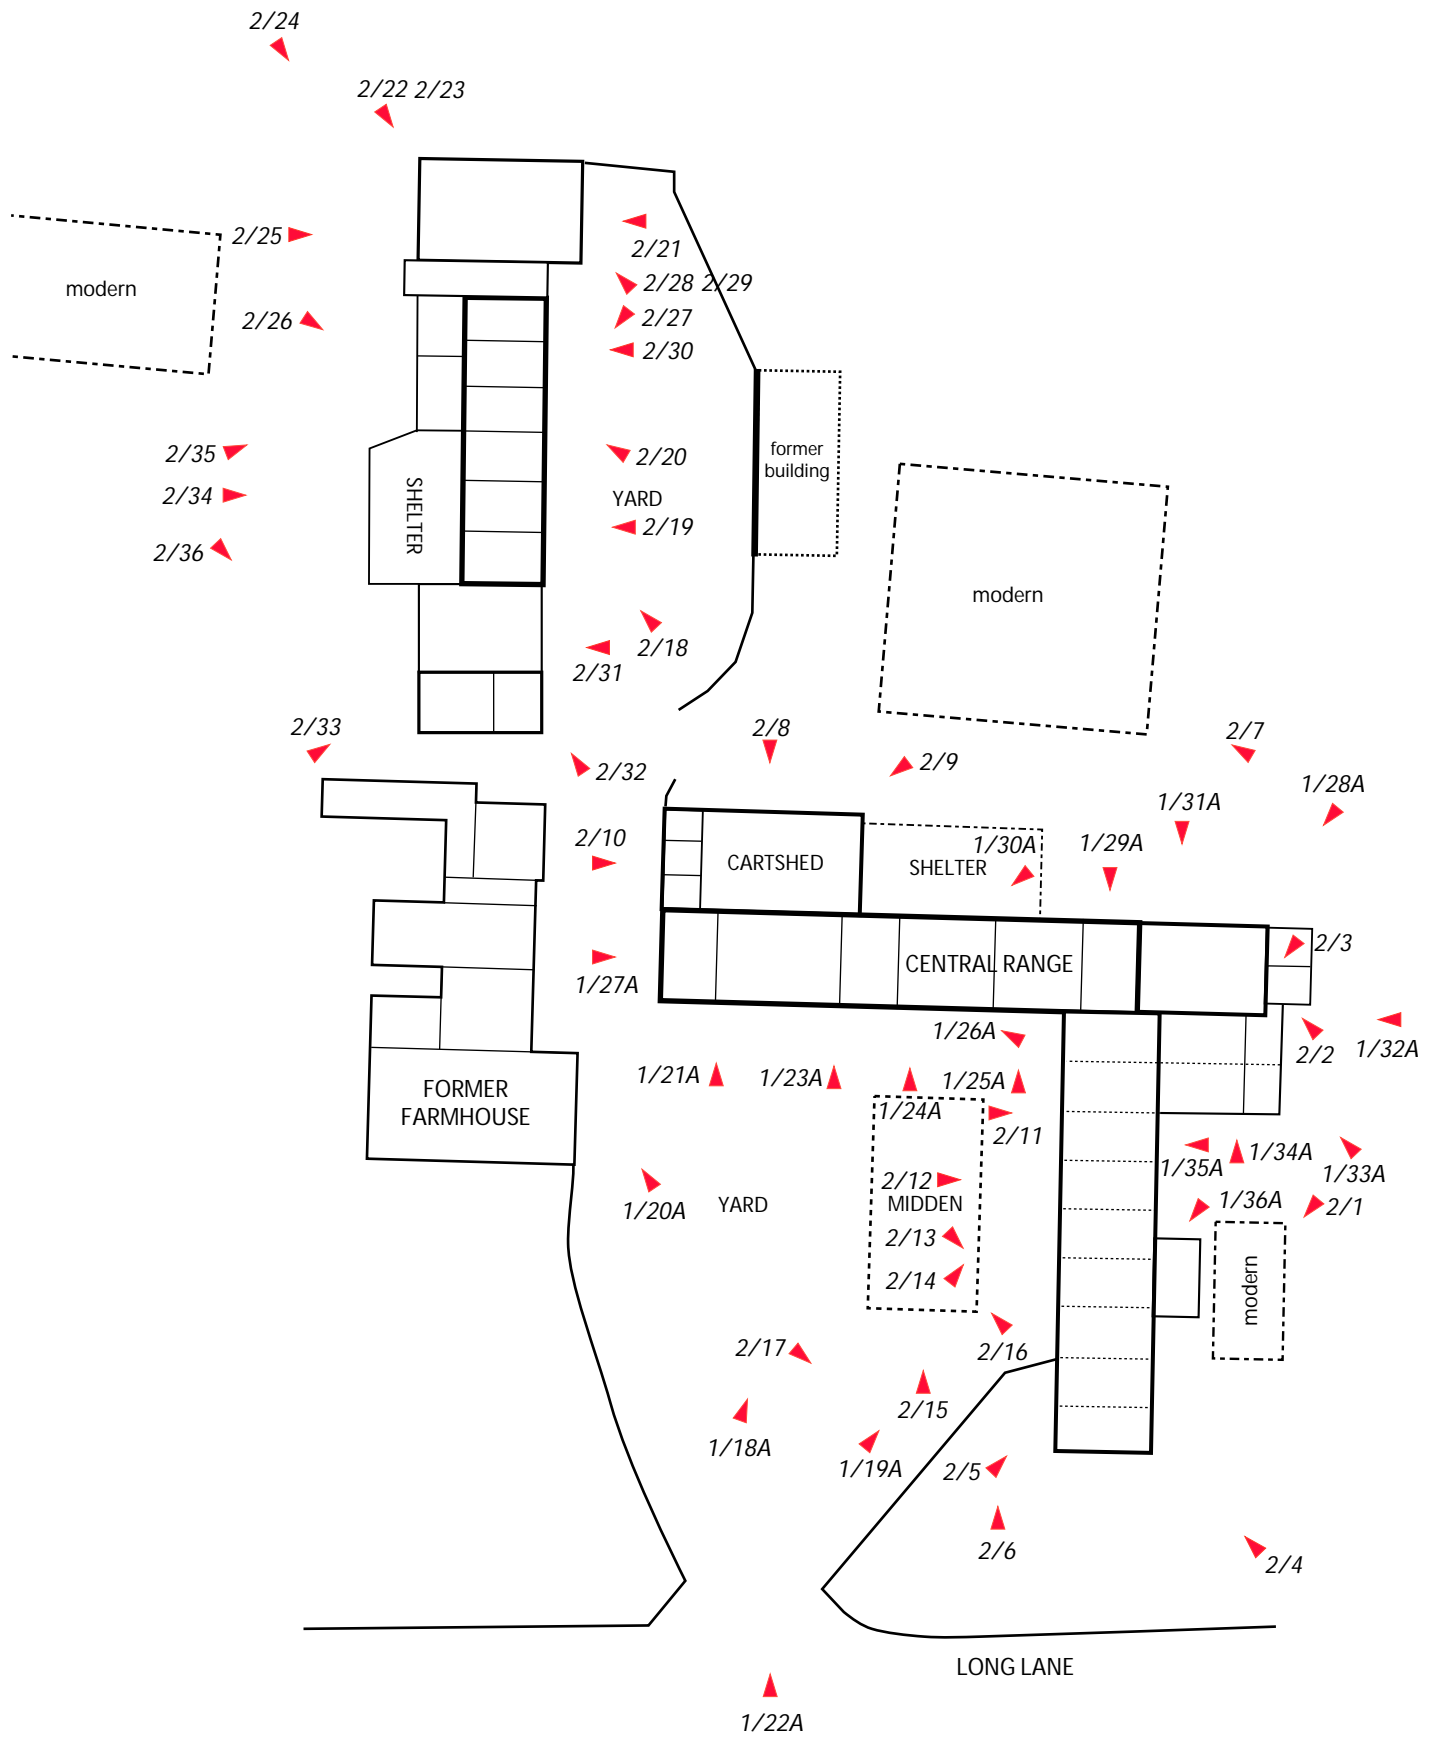 2/24
2/22 2/23
2/25
2/21
modern
2/28 2/29
2/26
2/27
2/30
2/35
2/20
former
building
2/34
SHELTER
YARD
2/19
2/36
modern
2/18
2/31
2/33
2/8
2/7
2/32
2/9
1/28A
1/31A
2/10
1/29A
1/30A
CARTSHED
SHELTER
2/3
CENTRAL RANGE
1/27A
1/26A
2/2
1/32A
1/21A
1/23A
1/25A
FORMER
FARMHOUSE
1/24A
2/11
1/34A
1/35A
1/33A
2/12
1/20A
YARD
MIDDEN
1/36A
2/1
2/13
2/14
modern
2/17
2/16
2/15
1/18A
1/19A
2/5
2/6
2/4
LONG LANE
1/22A